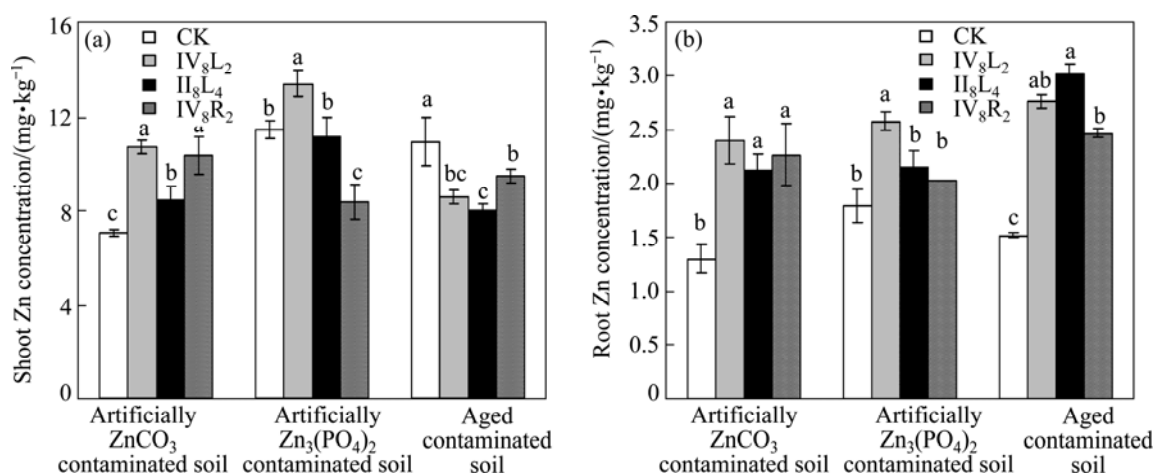 (a)
CK
IV₈L₂
II₈L₄
IV₈R₂
Shoot Zn concentration/(mg•kg⁻¹)
16
12
8
4
0
c
a
b
a
b
a
b
c
a
bc
c
b
Artificially
ZnCO₃
contaminated soil
Artificially
Zn₃(PO₄)₂
contaminated soil
Aged
contaminated
soil
(b)
CK
IV₈L₂
II₈L₄
IV₈R₂
Root Zn concentration/(mg•kg⁻¹)
3.5
3.0
2.5
2.0
1.5
1.0
0.5
0
b
a
a
a
b
a
b
b
c
ab
a
b
Artificially
ZnCO₃
contaminated soil
Artificially
Zn₃(PO₄)₂
contaminated soil
Aged
contaminated
soil